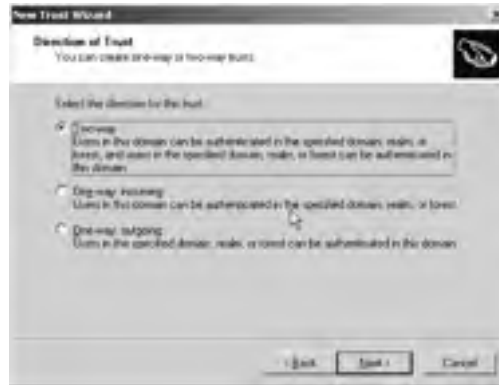 New Trust Wizard
Direction of Trust
You can create one-way or two-way trusts.
Select the direction for this trust.
Two-way
Users in this domain can be authenticated in the specified domain, realm, or
forest, and users in the specified domain, realm, or forest can be authenticated in
this domain.
One-way: incoming
Users in this domain can be authenticated in the specified domain, realm, or forest.
One-way: outgoing
Users in the specified domain, realm, or forest can be authenticated in this domain.
< Back
Next >
Cancel